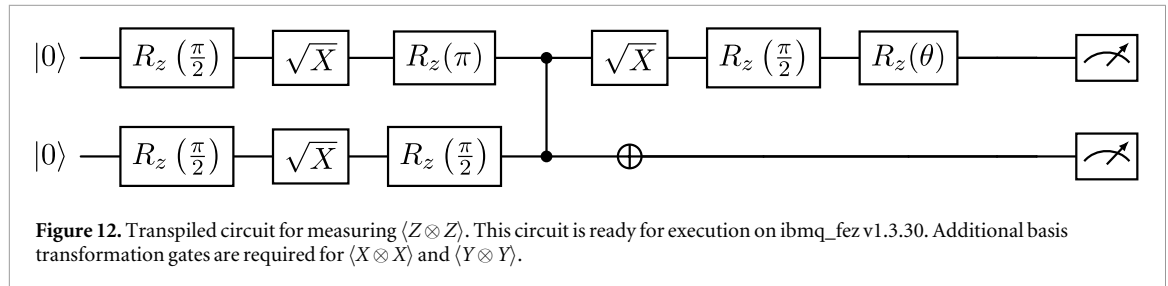 |0⟩ R_z(π/2) √X R_z(π) √X R_z(π/2) R_z(θ)
|0⟩ R_z(π/2) √X R_z(π/2)
Figure 12. Transpiled circuit for measuring ⟨Z ⊗ Z⟩. This circuit is ready for execution on ibmq_fez v1.3.30. Additional basis
transformation gates are required for ⟨X ⊗ X⟩ and ⟨Y ⊗ Y⟩.